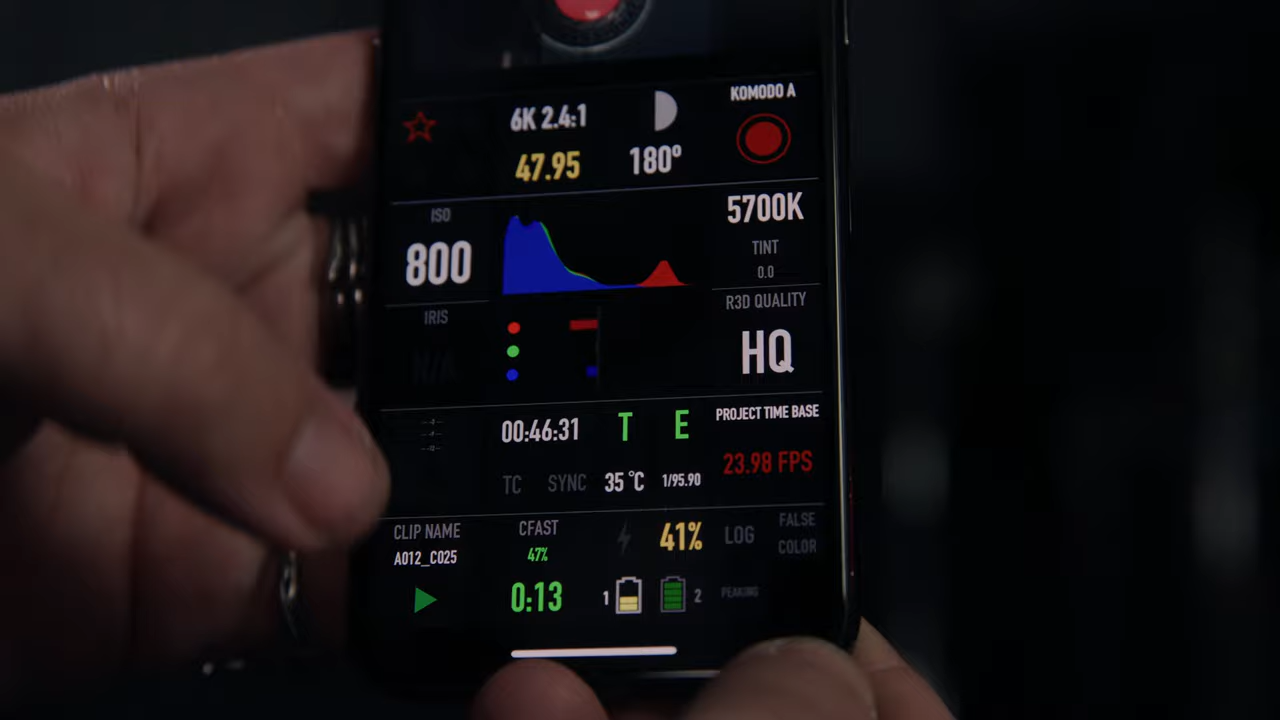 KOMODO A
6K 2.4:1
47.95
180º
ISO
800
5700K
TINT
0.0
IRIS
N/A
R3D QUALITY
HQ
00:46:31
T
E
PROJECT TIME BASE
23.98 FPS
TC
SYNC
35 °C
1/95.90
CLIP NAME
A012_C025
CFAST
47%
41%
LOG
FALSE
COLOR
0:13
1
2
PEAKING